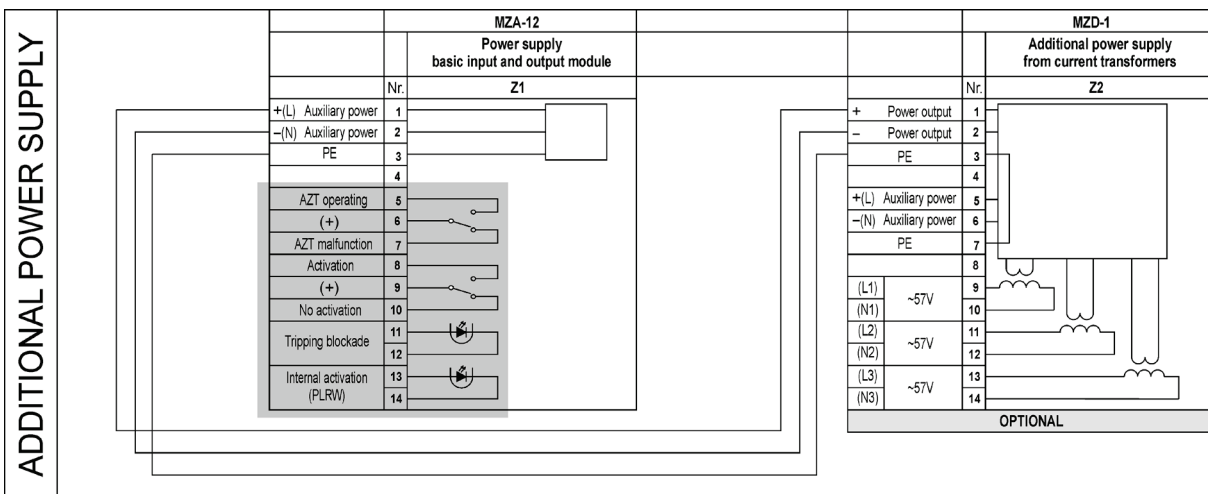 ADDITIONAL POWER SUPPLY
MZA-12
Power supply
basic input and output module
Nr. Z1
+(L) Auxiliary power 1
−(N) Auxiliary power 2
PE 3
4
AZT operating 5
(+) 6
AZT malfunction 7
Activation 8
(+) 9
No activation 10
Tripping blockade 11
12
Internal activation 13
(PLRW) 14
MZD-1
Additional power supply
from current transformers
Nr. Z2
+ Power output 1
− Power output 2
PE 3
4
+(L) Auxiliary power 5
−(N) Auxiliary power 6
PE 7
8
(L1) ~57V 9
(N1) 10
(L2) ~57V 11
(N2) 12
(L3) ~57V 13
(N3) 14
OPTIONAL